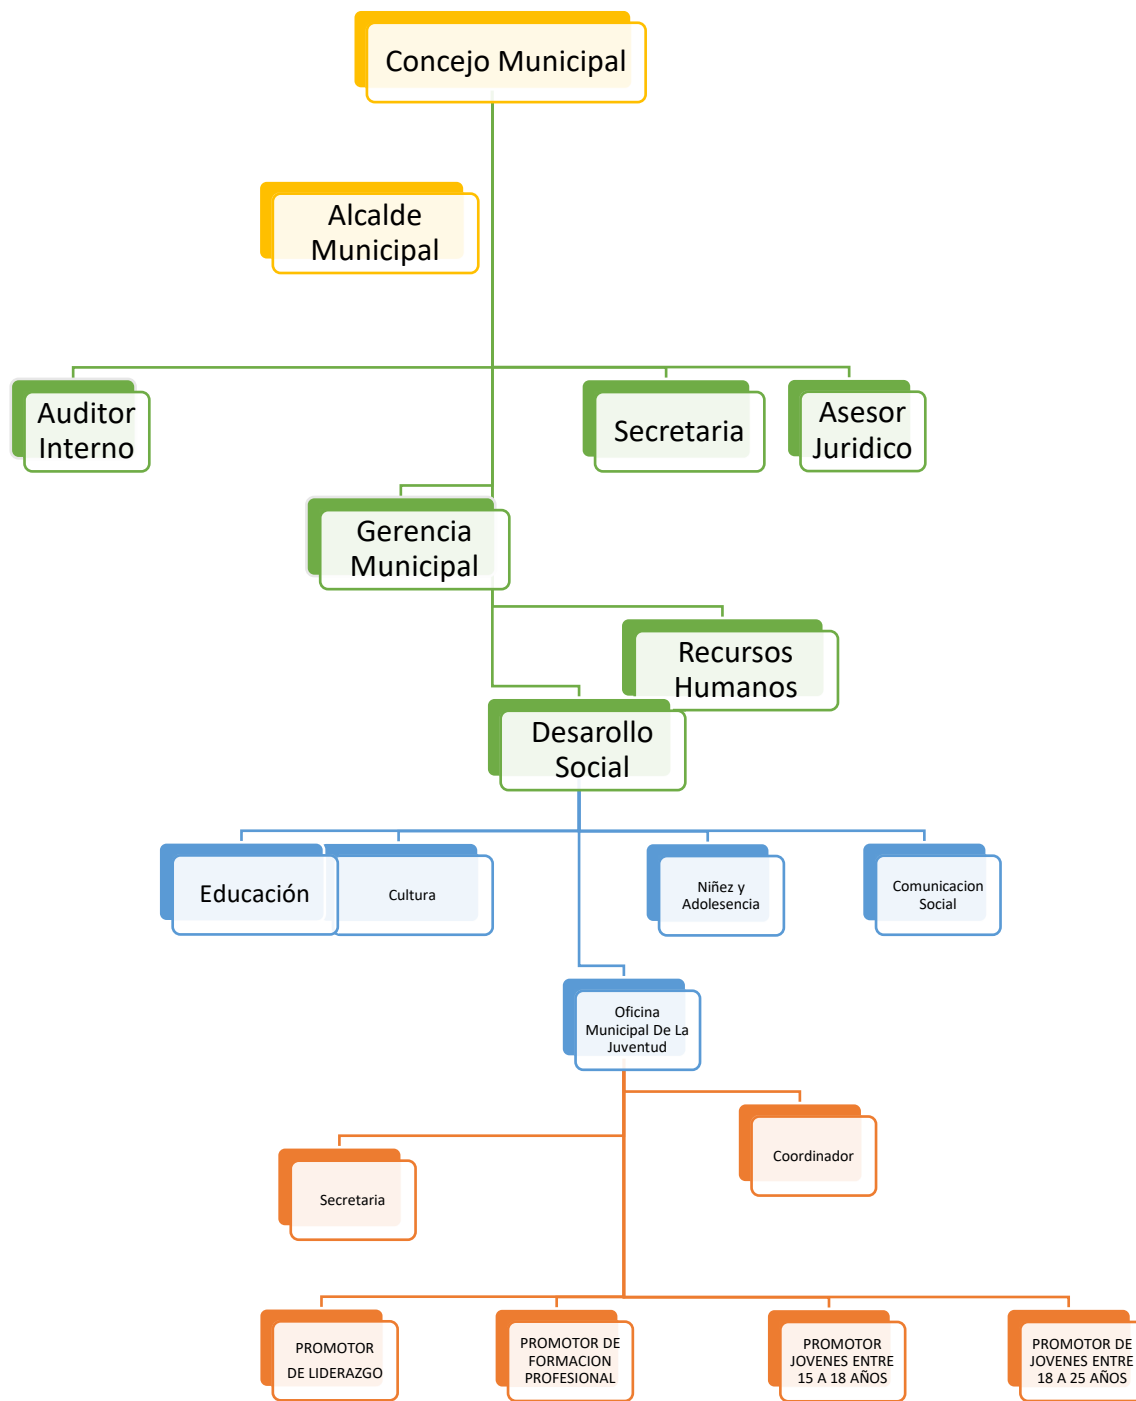 Concejo Municipal
Alcalde
Municipal
Auditor
Interno
Secretaria
Asesor
Juridico
Gerencia
Municipal
Recursos
Humanos
Desarollo
Social
Educación
Cultura
Niñez y
Adolesencia
Comunicacion
Social
Oficina
Municipal De La
Juventud
Coordinador
Secretaria
PROMOTOR
DE LIDERAZGO
PROMOTOR DE
FORMACION
PROFESIONAL
PROMOTOR
JOVENES ENTRE
15 A 18 AÑOS
PROMOTOR DE
JOVENES ENTRE
18 A 25 AÑOS